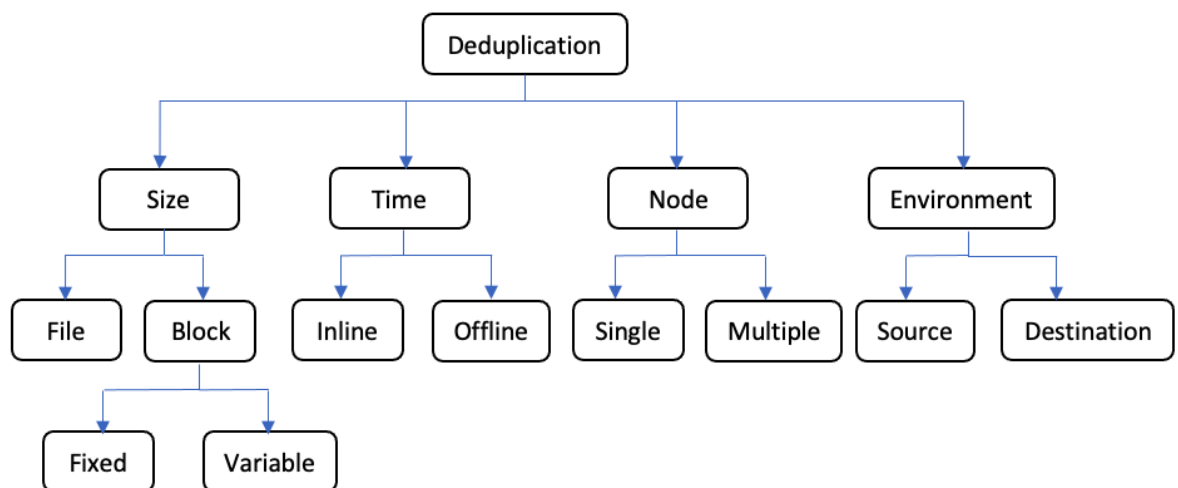 Deduplication
Size
Time
Node
Environment
File
Block
Inline
Offline
Single
Multiple
Source
Destination
Fixed
Variable